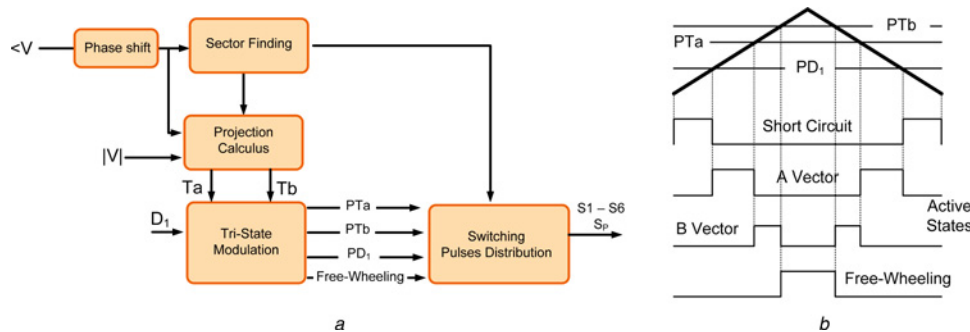 <V
Phase shift
Sector Finding
Projection
Calculus
|V|
Ta
Tb
D₁
Tri-State
Modulation
PTa
PTb
PD₁
Free-Wheeling
Switching
Pulses Distribution
S1 – S6
Sₚ
a
PTb
PTa
PD₁
Short Circuit
A Vector
Active
States
B Vector
Free-Wheeling
b